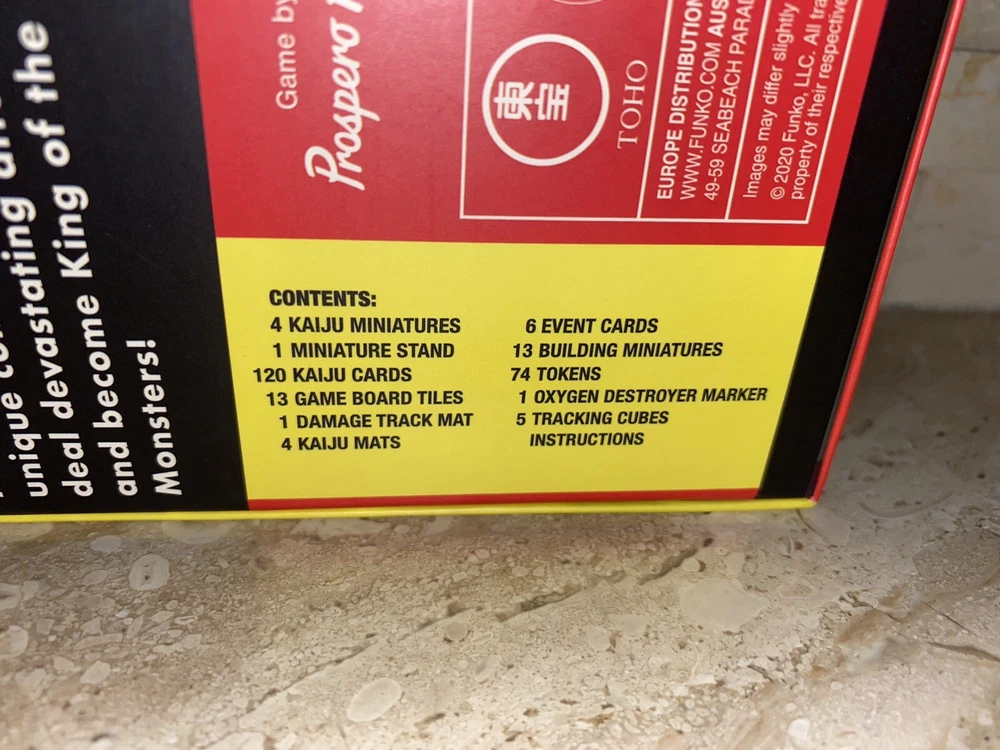 unique
deal devastating
and become King of the
Monsters!
Game by
Prospero
東宝
TOHO
EUROPE DISTRIBUTION
WWW.FUNKO.COM AUS
49-59 SEABEACH PARAD
Images may differ slightly
© 2020 Funko, LLC. All tra
property of their respective
CONTENTS:
4 KAIJU MINIATURES
1 MINIATURE STAND
120 KAIJU CARDS
13 GAME BOARD TILES
1 DAMAGE TRACK MAT
4 KAIJU MATS
6 EVENT CARDS
13 BUILDING MINIATURES
74 TOKENS
1 OXYGEN DESTROYER MARKER
5 TRACKING CUBES
INSTRUCTIONS